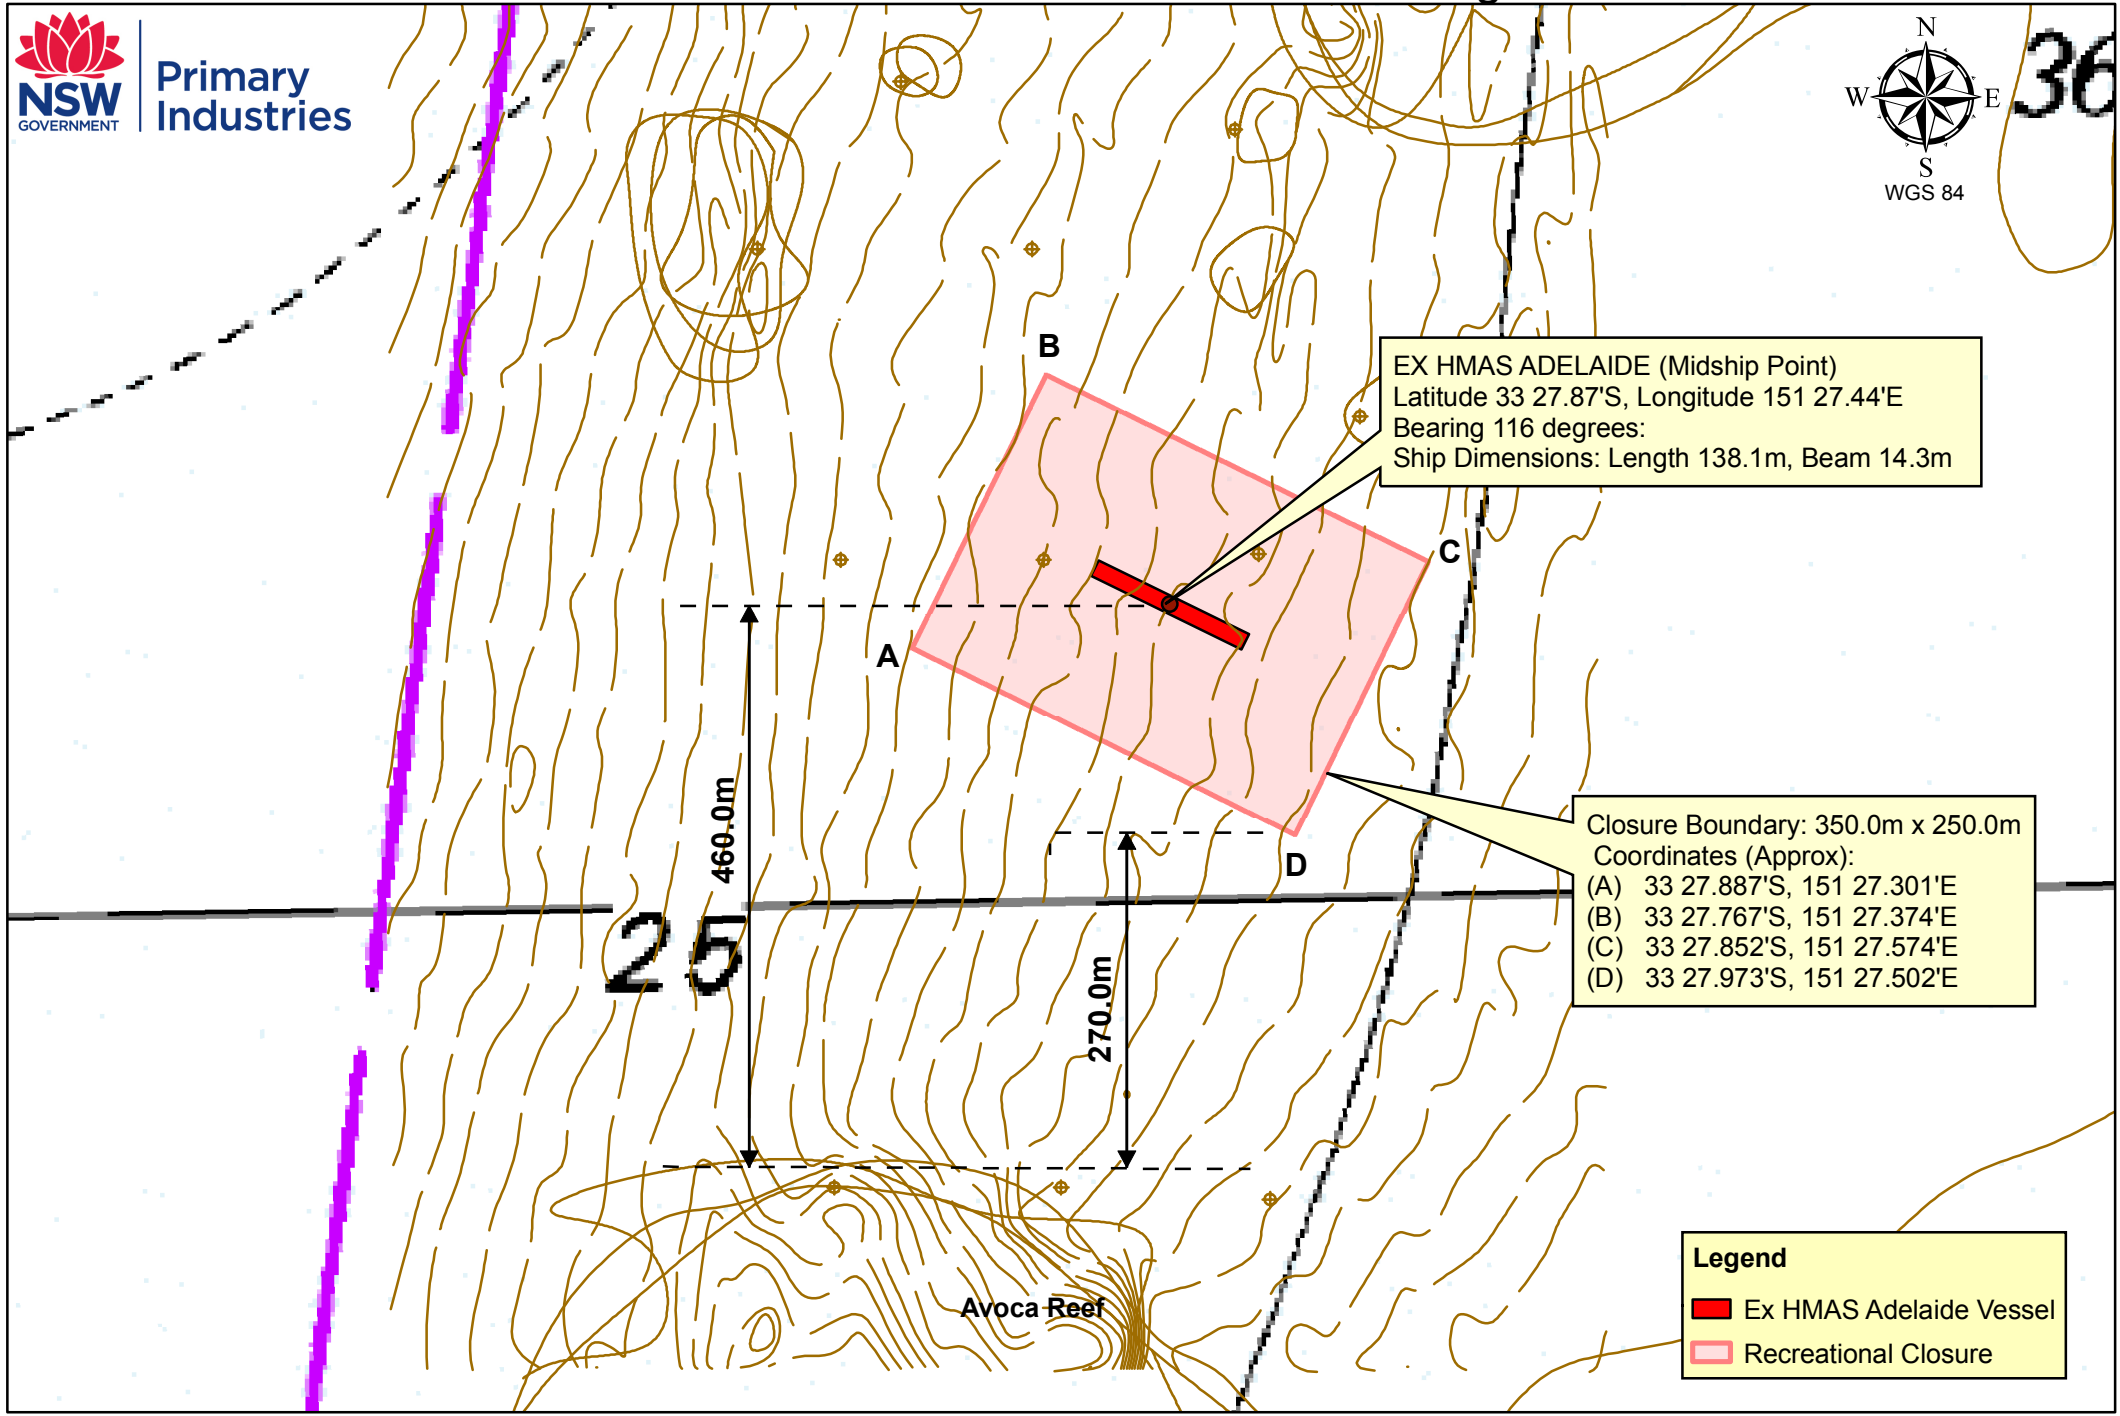 NSW
GOVERNMENT
Primary
Industries
N
W
E
S
WGS 84
36
B
EX HMAS ADELAIDE (Midship Point)
Latitude 33 27.87'S, Longitude 151 27.44'E
Bearing 116 degrees:
Ship Dimensions: Length 138.1m, Beam 14.3m
C
A
460.0m
D
Closure Boundary: 350.0m x 250.0m
Coordinates (Approx):
(A) 33 27.887'S, 151 27.301'E
(B) 33 27.767'S, 151 27.374'E
(C) 33 27.852'S, 151 27.574'E
(D) 33 27.973'S, 151 27.502'E
25
270.0m
Avoca Reef
Legend
Ex HMAS Adelaide Vessel
Recreational Closure